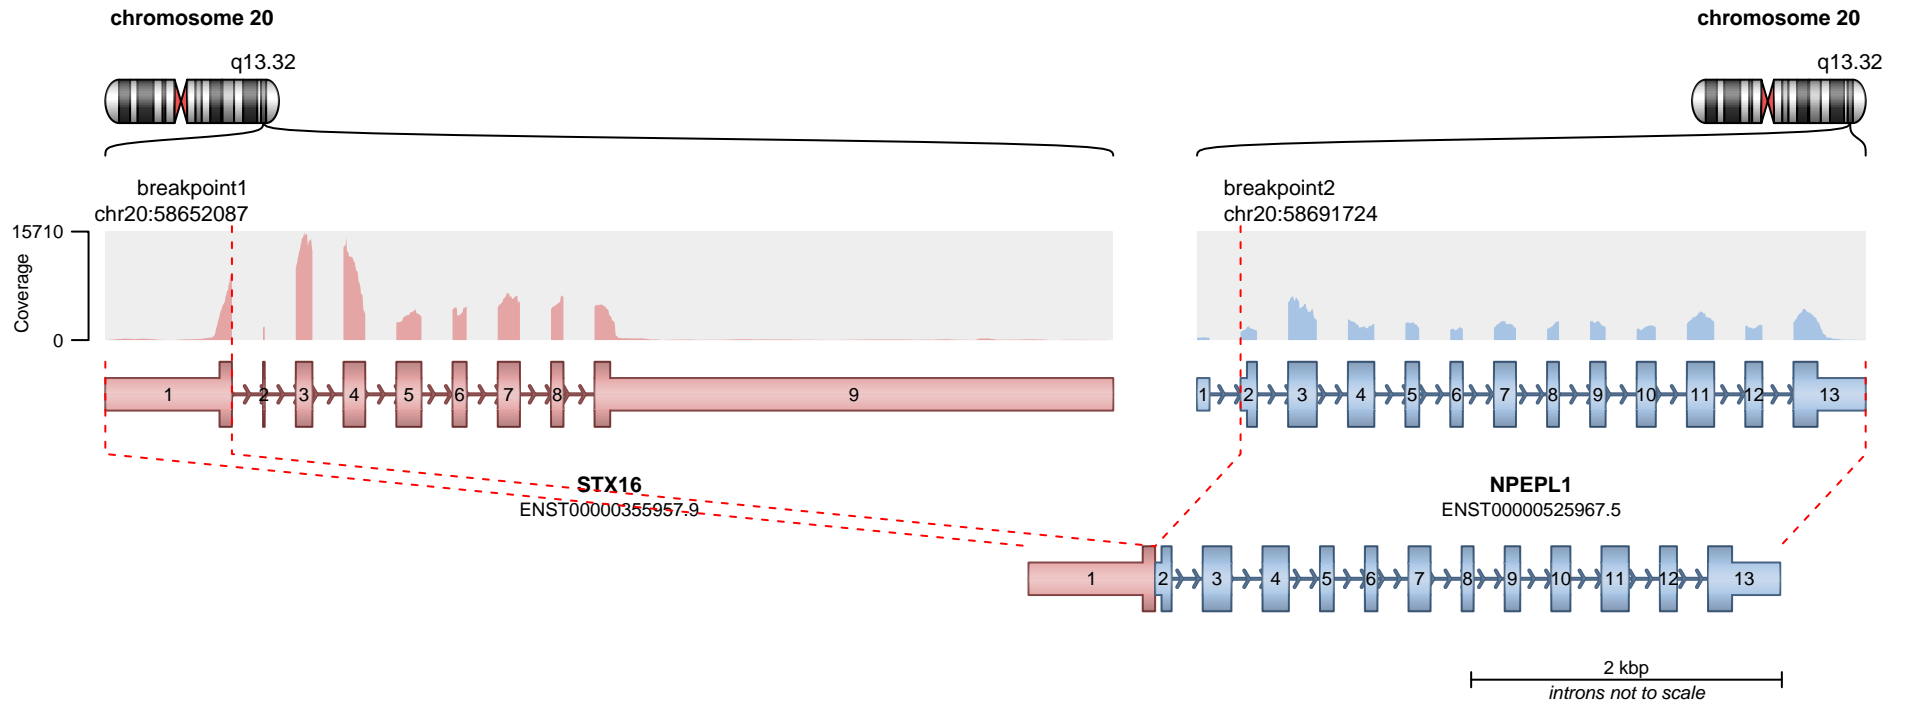 chromosome 20
chromosome 20
q13.32
q13.32
breakpoint1
chr20:58652087
breakpoint2
chr20:58691724
15710
Coverage
0
1 2 3 4 5 6 7 8 9
1 2 3 4 5 6 7 8 9 10 11 12 13
STX16
ENST00000355957.9
NPEPL1
ENST00000525967.5
1 2 3 4 5 6 7 8 9 10 11 12 13
2 kbp
introns not to scale